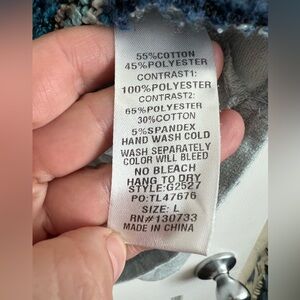 55%COTTON
45%POLYESTER
CONTRAST1:
100%POLYESTER
CONTRAST2:
65%POLYESTER
30%COTTON
5%SPANDEX
HAND WASH COLD
WASH SEPARATELY
COLOR WILL BLEED
NO BLEACH
HANG TO DRY
STYLE:G2527
PO:TL47676
SIZE: L
RN#130733
MADE IN CHINA